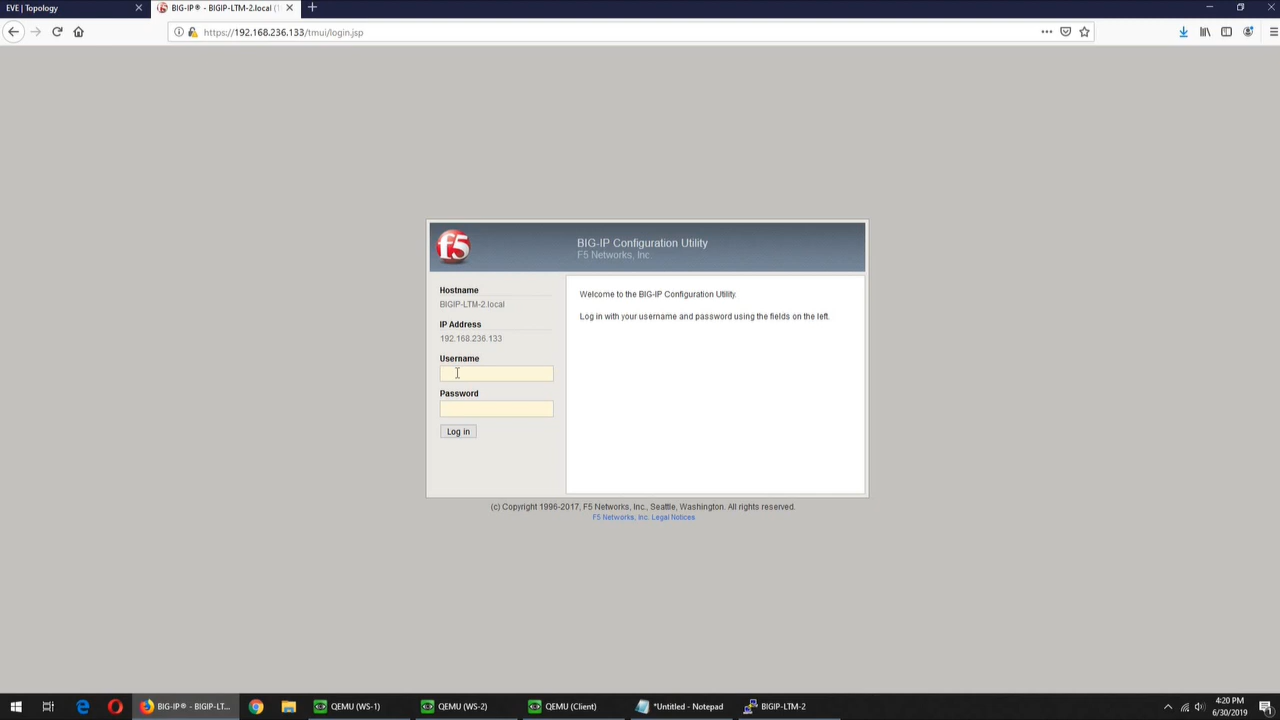 EVE | Topology
BIG-IP® - BIGIP-LTM-2.local (1
https://192.168.236.133/tmui/login.jsp
f5
BIG-IP Configuration Utility
F5 Networks, Inc.
Hostname
BIGIP-LTM-2.local
IP Address
192.168.236.133
Username
Password
Log in
Welcome to the BIG-IP Configuration Utility.
Log in with your username and password using the fields on the left.
(c) Copyright 1996-2017, F5 Networks, Inc., Seattle, Washington. All rights reserved.
F5 Networks, Inc. Legal Notices
BIG-IP® - BIGIP-LT...
QEMU (WS-1)
QEMU (WS-2)
QEMU (Client)
*Untitled - Notepad
BIGIP-LTM-2
4:20 PM
6/30/2019